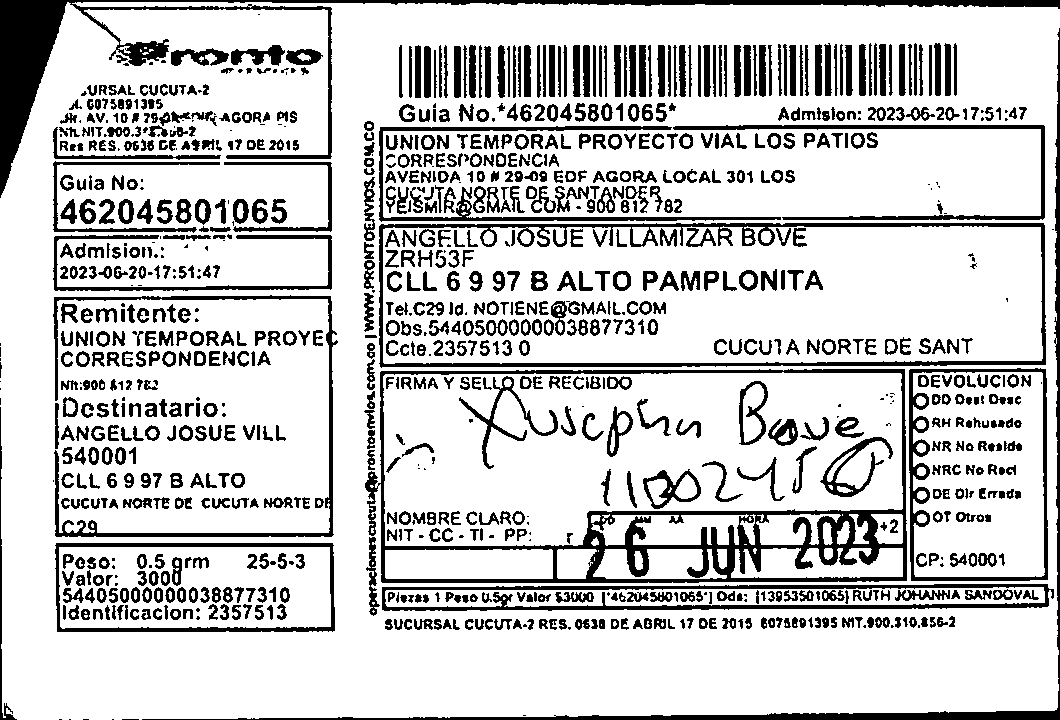 Pronto
URSAL CUCUTA-2
6075891395
AV. 10 # 29 AGORA PIS
NIT.900.3
Res RES. 0636 DE ABRIL 17 DE 2015
Guia No:
462045801065
Admision.:
2023-06-20-17:51:47
Remitente:
UNION TEMPORAL PROYEC
CORRESPONDENCIA
Nit:900 812 782
Destinatario:
ANGELLO JOSUE VILL
540001
CLL 6 9 97 B ALTO
CUCUTA NORTE DE CUCUTA NORTE DE
C29
Peso: 0.5 grm 25-5-3
Valor: 3000
54405000000038877310
Identificacion: 2357513
operacionescucuta@prontoenvios.com.co | WWW.PRONTOENVIOS.COM.CO
Guia No.*462045801065* Admision: 2023-06-20-17:51:47
UNION TEMPORAL PROYECTO VIAL LOS PATIOS
CORRESPONDENCIA
AVENIDA 10 # 29-09 EDF AGORA LOCAL 301 LOS
CUCUTA NORTE DE SANTANDER
YEISMIR@GMAIL COM - 900 812 782
ANGELLO JOSUE VILLAMIZAR BOVE
ZRH53F
CLL 6 9 97 B ALTO PAMPLONITA
Tel.C29 Id. NOTIENE@GMAIL.COM
Obs.54405000000038877310
Ccte.2357513 0 CUCUTA NORTE DE SANT
FIRMA Y SELLO DE RECIBIDO
Bove
NOMBRE CLARO:
NIT - CC - TI - PP:
DD MM AA HORA
26 JUN 2023 +2
DEVOLUCION
DD Dest Desc
RH Rehusado
NR No Reside
NRC No Recl
DE Dir Errada
OT Otros
CP: 540001
Piezas 1 Peso 0.5gr Valor $3000 [*462045801065*] Ods: [13953501065] RUTH JOHANNA SANDOVAL
SUCURSAL CUCUTA-2 RES. 0636 DE ABRIL 17 DE 2015 6075891395 NIT.900.310.856-2